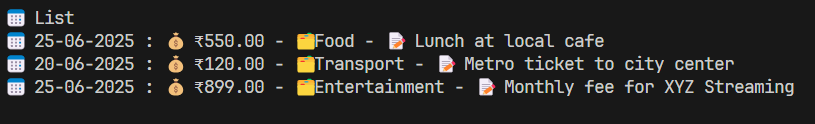 🗓️ List
🗓️ 25-06-2025 : 💰 ₹550.00 - 🗂️Food - 📝 Lunch at local cafe
🗓️ 20-06-2025 : 💰 ₹120.00 - 🗂️Transport - 📝 Metro ticket to city center
🗓️ 25-06-2025 : 💰 ₹899.00 - 🗂️Entertainment - 📝 Monthly fee for XYZ Streaming